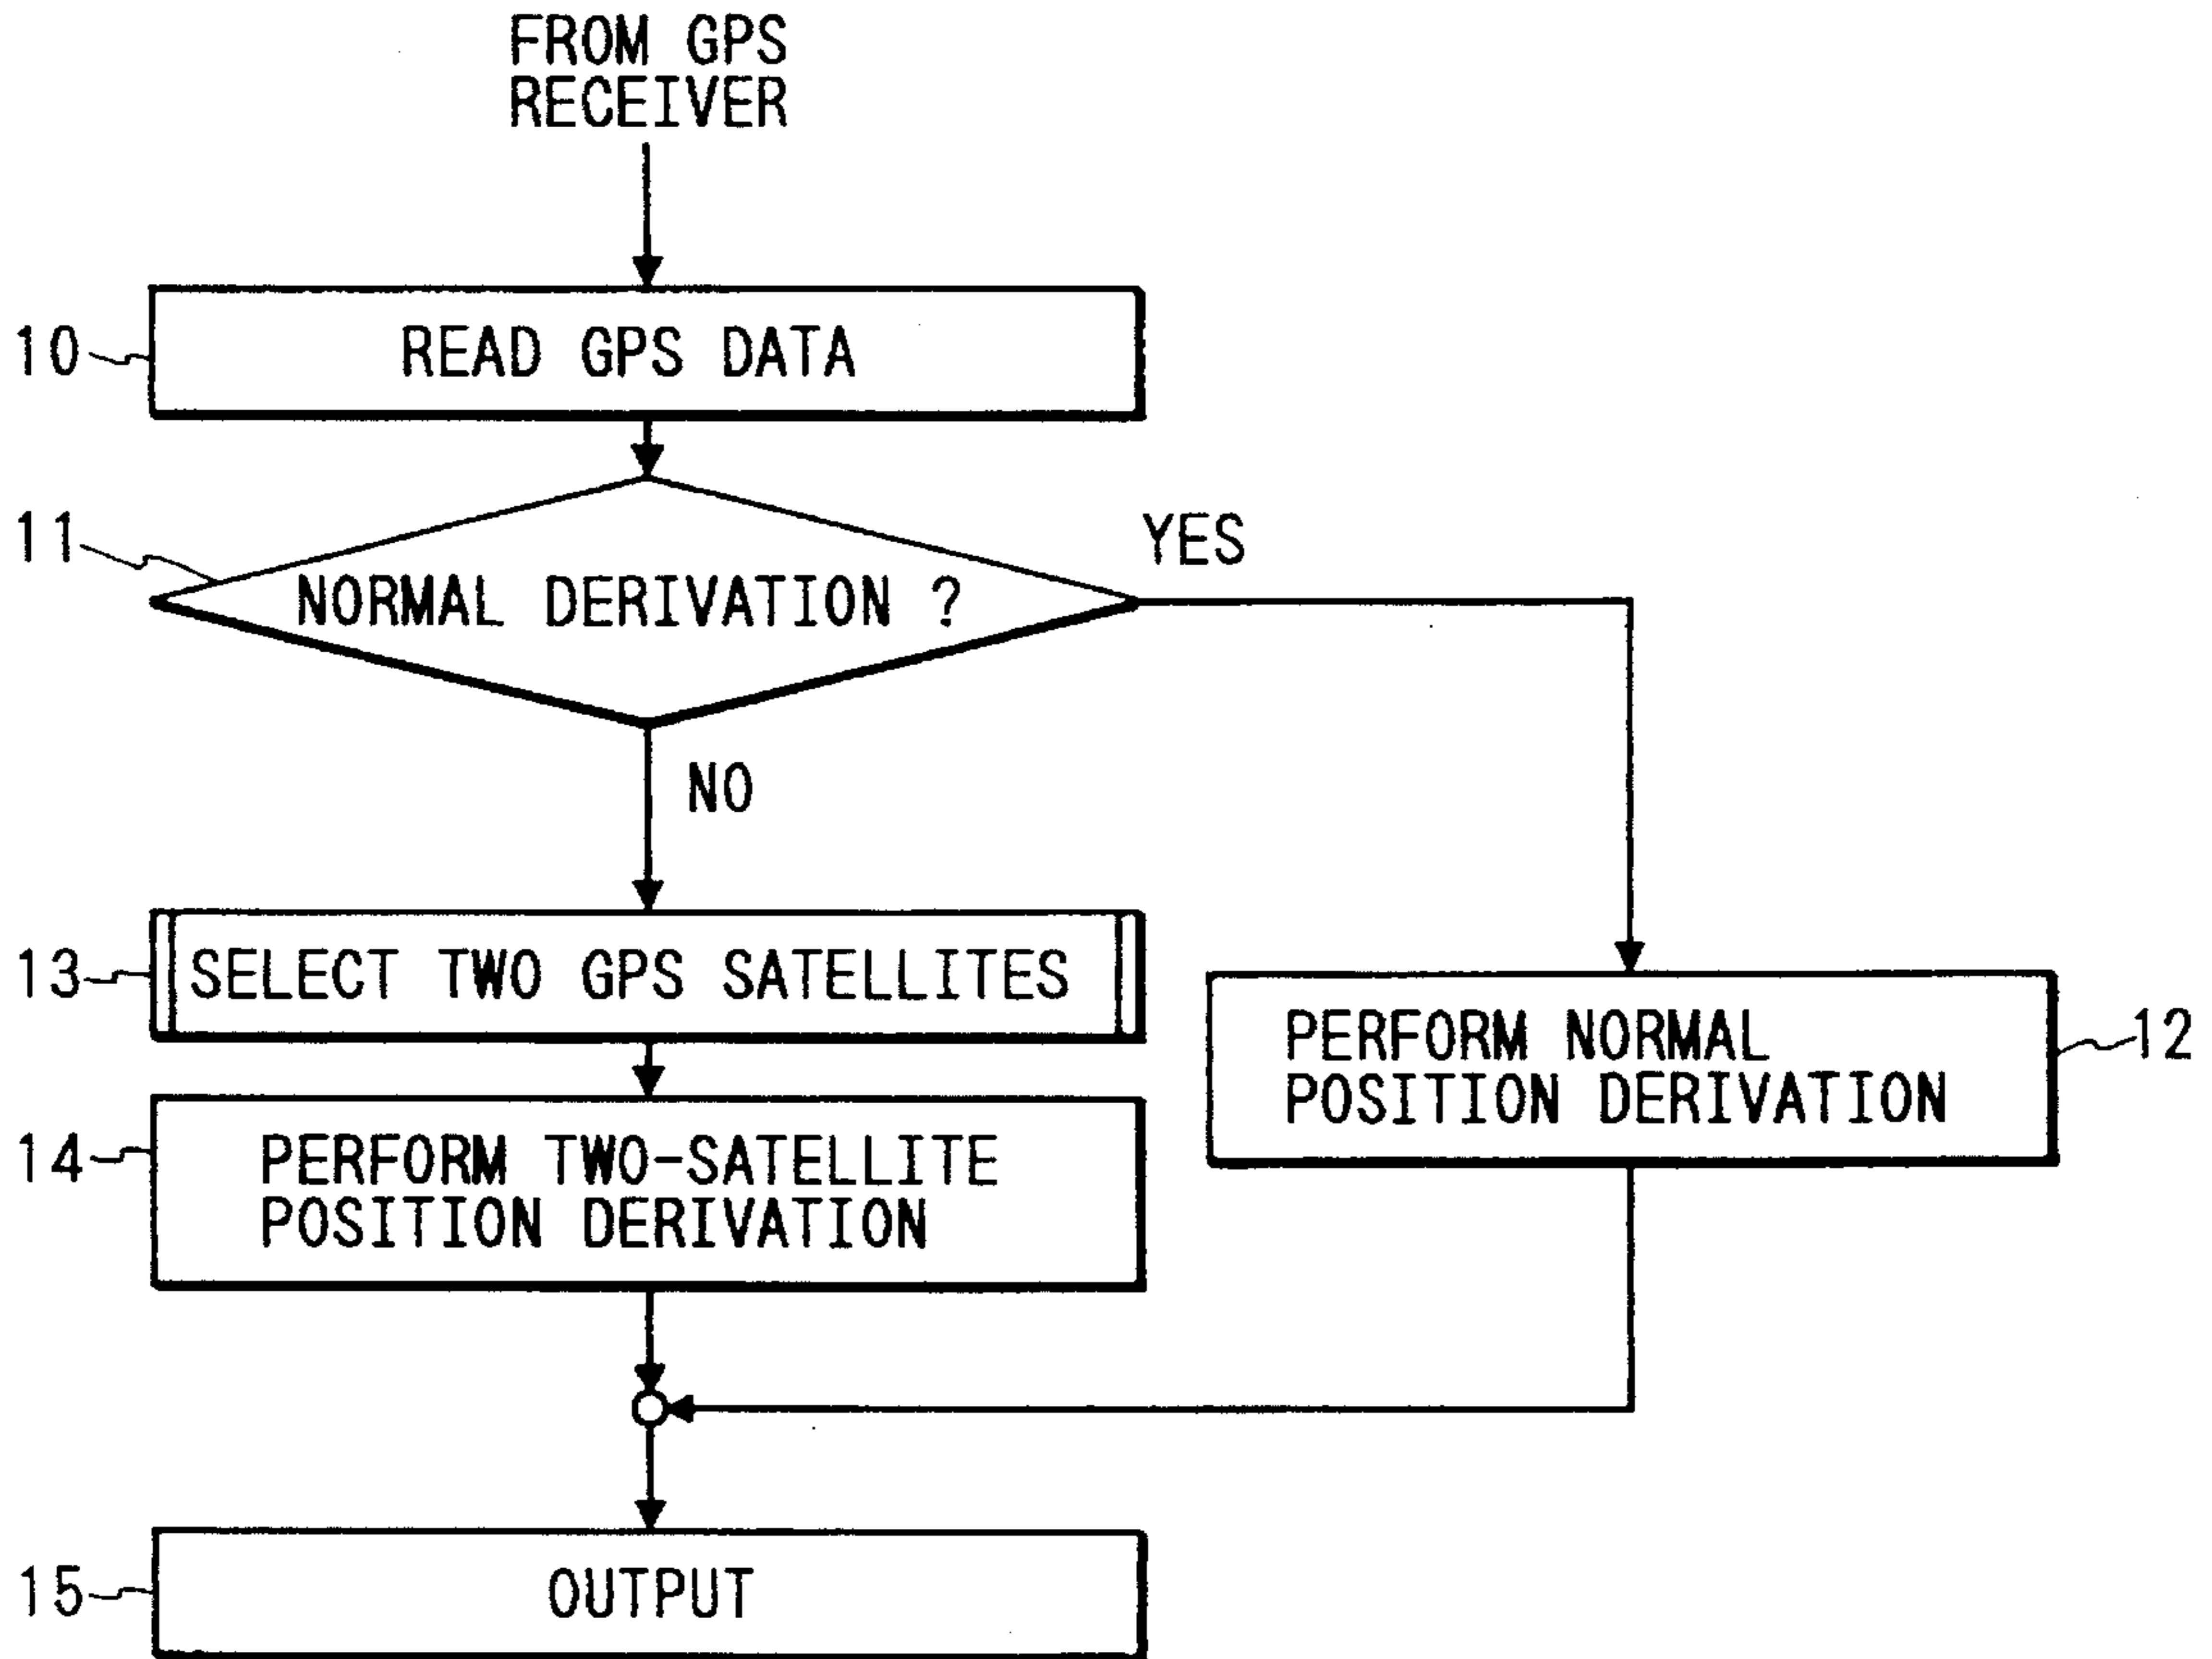 FROM GPS
RECEIVER
10
READ GPS DATA
11
NORMAL DERIVATION ?
YES
NO
13
SELECT TWO GPS SATELLITES
PERFORM NORMAL
POSITION DERIVATION
12
14
PERFORM TWO-SATELLITE
POSITION DERIVATION
15
OUTPUT